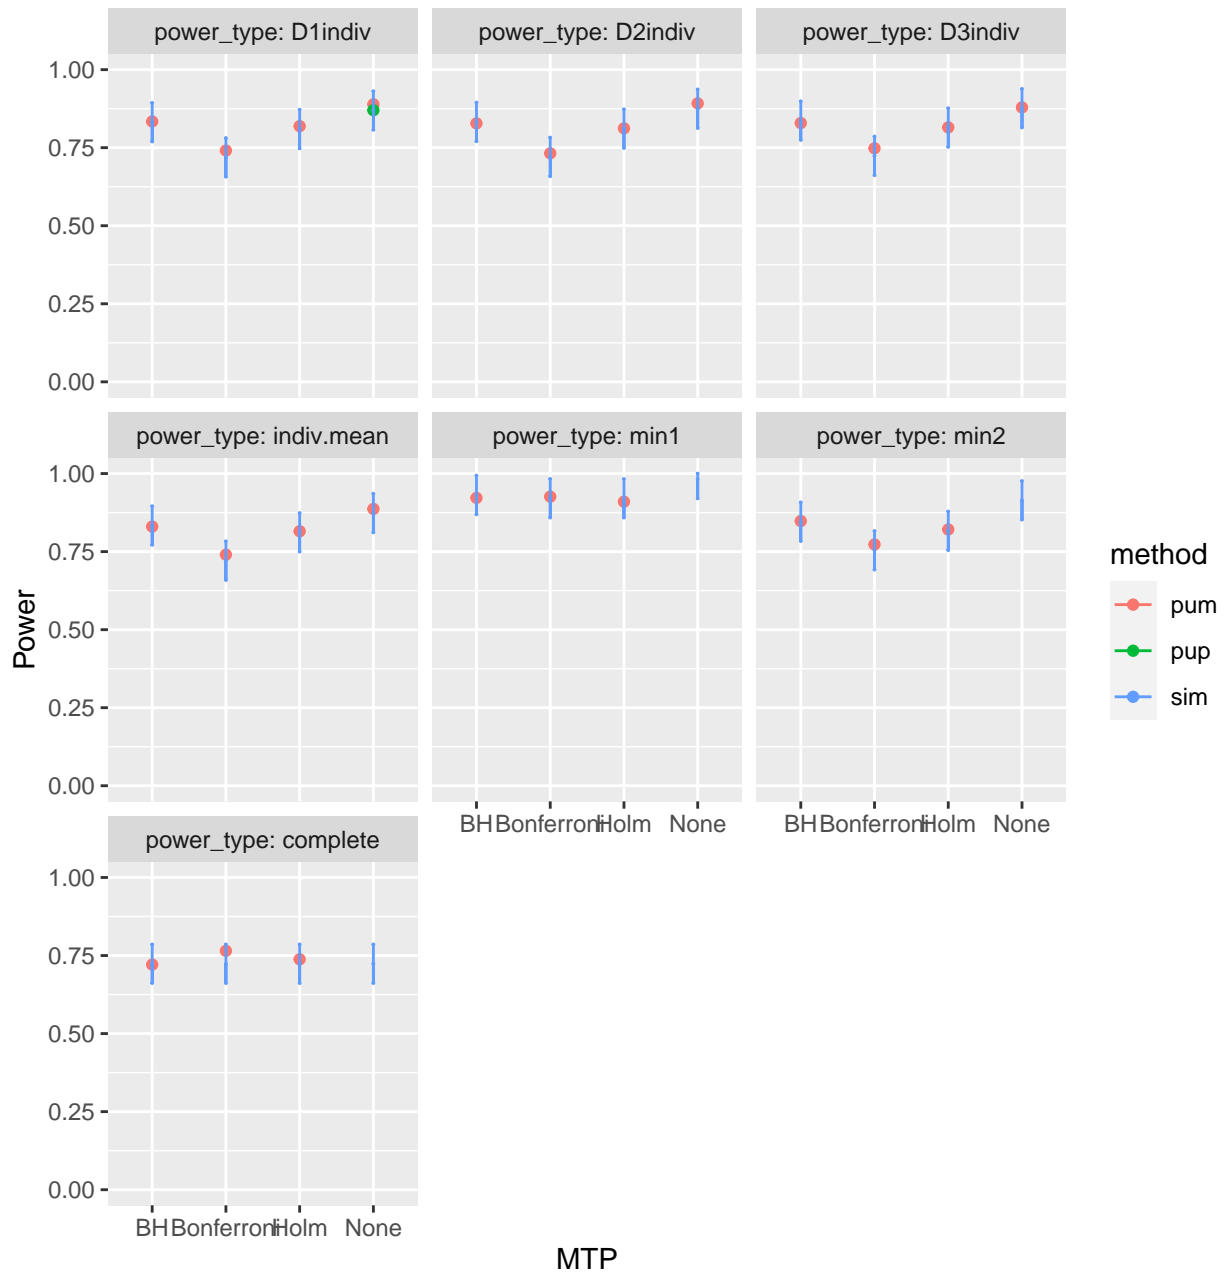 power_type: D1indiv
power_type: D2indiv
power_type: D3indiv
1.00
0.75
0.50
0.25
0.00
power_type: indiv.mean
power_type: min1
power_type: min2
1.00
0.75
0.50
0.25
0.00
BH Bonferroni Holm None
BH Bonferroni Holm None
power_type: complete
1.00
0.75
0.50
0.25
0.00
BH Bonferroni Holm None
MTP
Power
method
pum
pup
sim